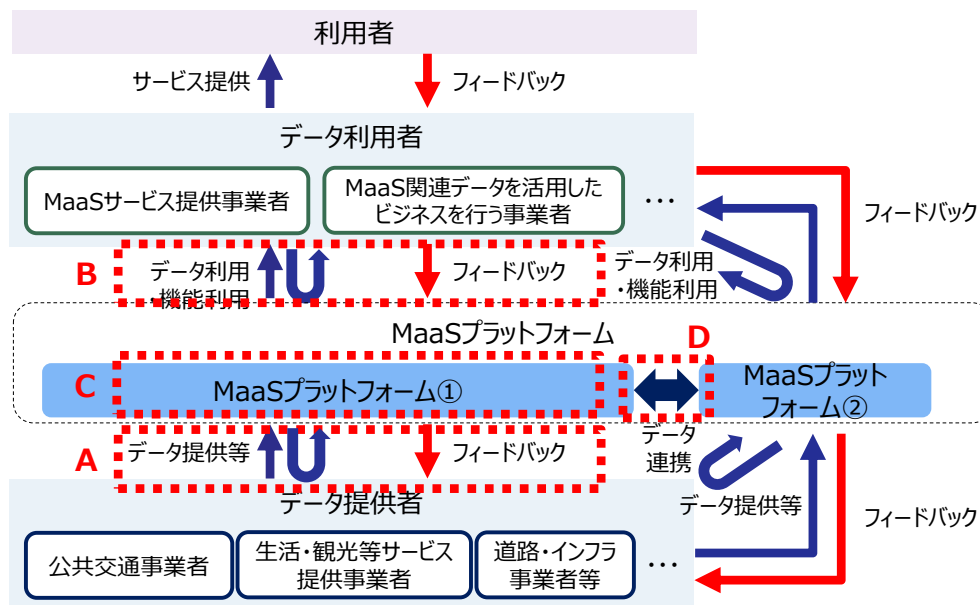 利用者
サービス提供
フィードバック
データ利用者
MaaSサービス提供事業者
MaaS関連データを活用した
ビジネスを行う事業者
…
フィードバック
B
データ利用
・機能利用
フィードバック
データ利用
・機能利用
MaaSプラットフォーム
D
C
MaaSプラットフォーム①
MaaSプラット
フォーム②
A
データ提供等
フィードバック
データ
連携
データ提供者
データ提供等
フィードバック
公共交通事業者
生活・観光等サービス
提供事業者
道路・インフラ
事業者等
…